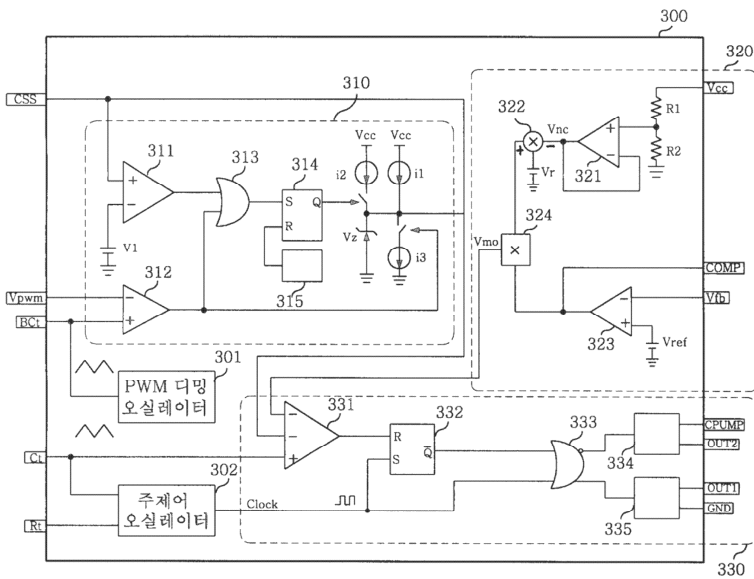 300
320
310
CSS
Vcc
R1
R2
322
Vnc
+
−
+
−
321
Vr
311
+
−
V1
313
314
S
Q
R
315
Vcc
Vcc
i2
i1
Vz
i3
324
Vmo
×
COMP
Vfb
−
+
323
Vref
Vpwm
BCt
312
−
+
301
PWM 디밍
오실레이터
Ct
302
주제어
오실레이터
Rt
Clock
331
−
−
+
332
R
Q̅
S
333
334
CPUMP
OUT2
335
OUT1
GND
330